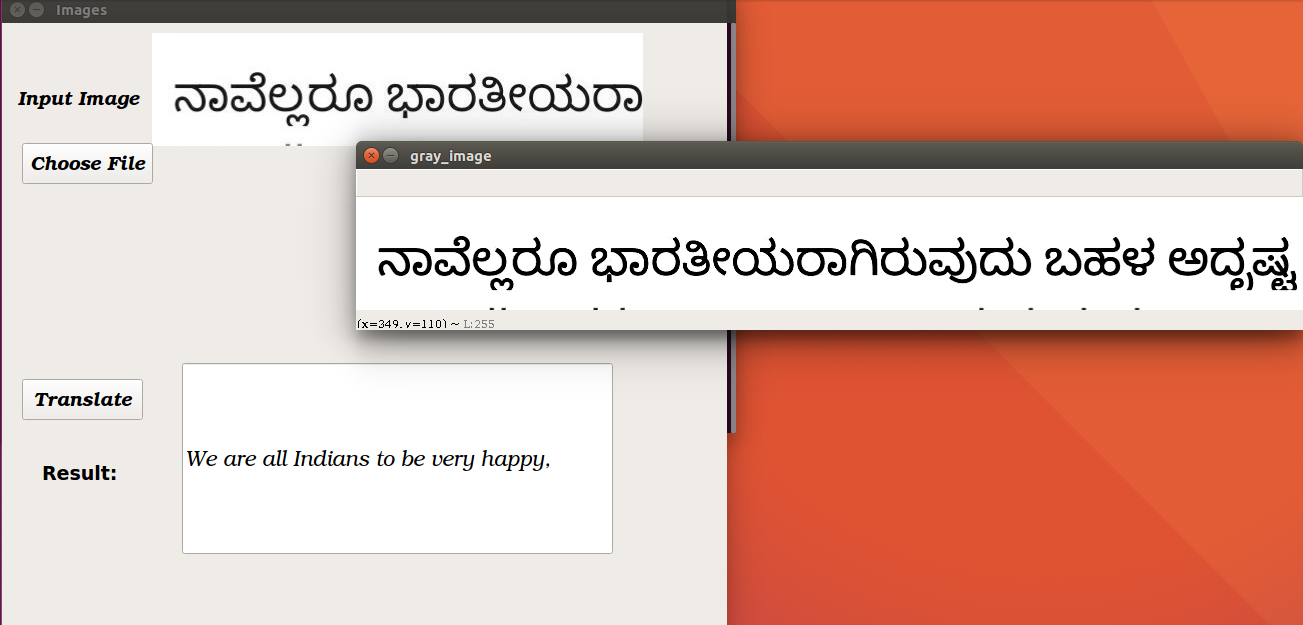 Images
Input Image
ನಾವೆಲ್ಲರೂ ಭಾರತೀಯರಾ
Choose File
gray_image
ನಾವೆಲ್ಲರೂ ಭಾರತೀಯರಾಗಿರುವುದು ಬಹಳ ಅದೃಷ್ಟ
(x=349, y=110) ~ L:255
Translate
We are all Indians to be very happy,
Result: